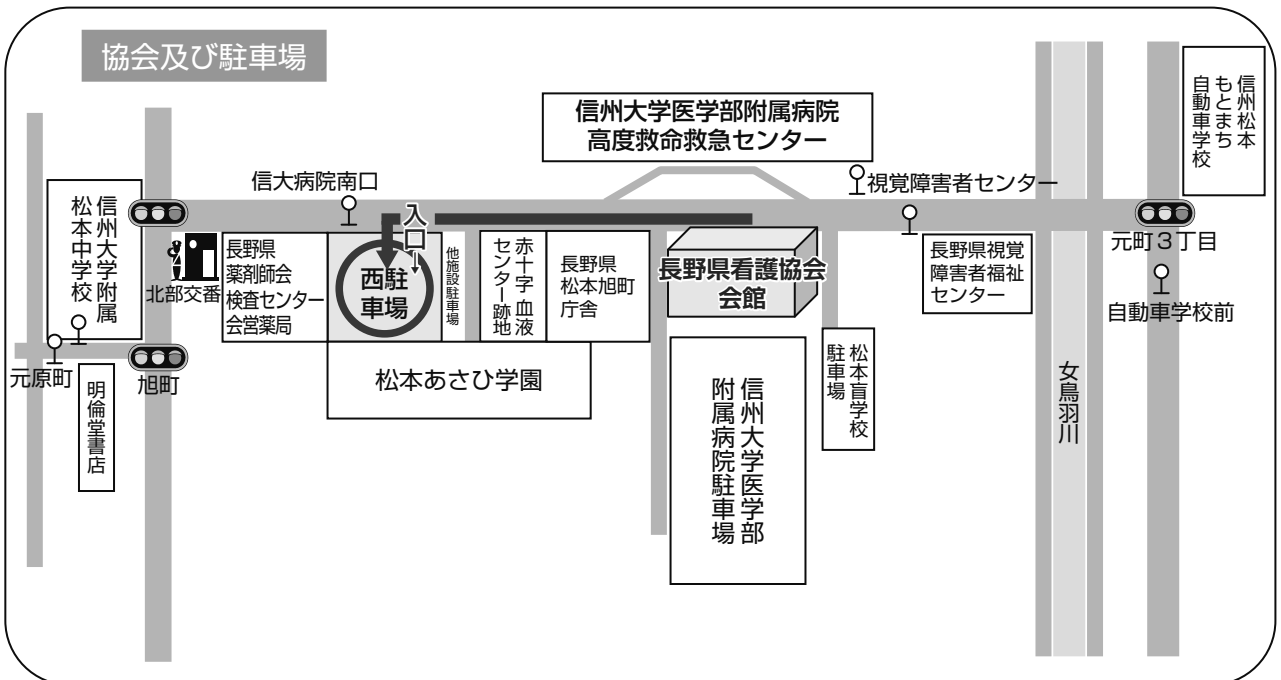 協会及び駐車場
信州大学医学部附属病院
高度救命救急センター
信州松本
もとまち
自動車学校
信大病院南口
視覚障害者センター
信州大学附属
松本中学校
入口
元町３丁目
北部交番
長野県
薬剤師会
検査センター
会営薬局
西駐
車場
他施設駐車場
赤十字 血液
センター跡地
長野県
松本旭町
庁舎
長野県看護協会
会館
長野県視覚
障害者福祉
センター
自動車学校前
元原町
旭町
明倫堂書店
松本あさひ学園
信州大学医学部
附属病院駐車場
松本盲学校
駐車場
女鳥羽川